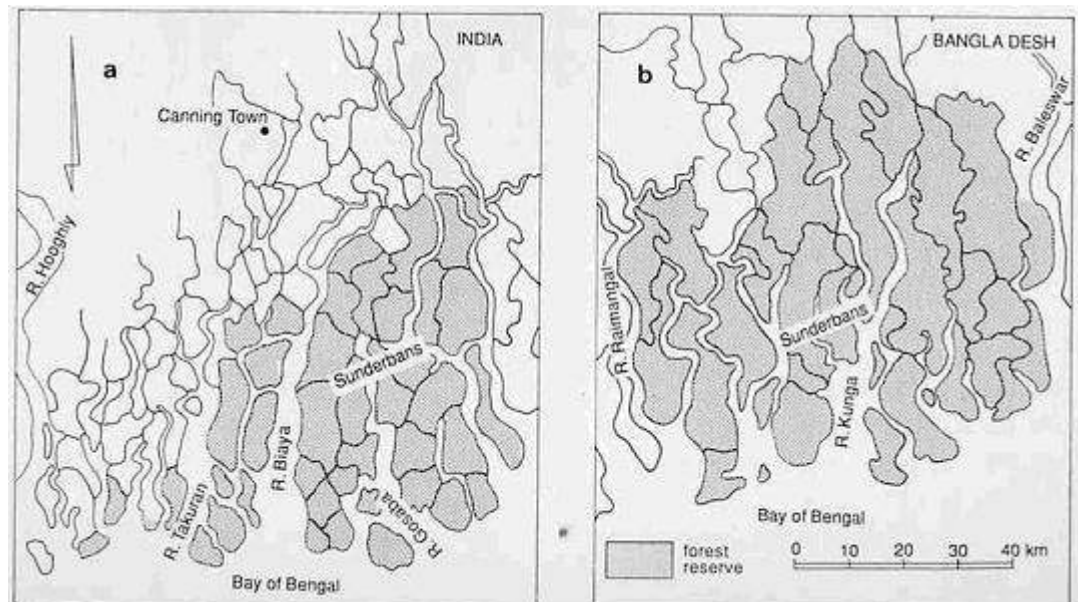 a
INDIA
Canning Town
R. Hooghly
Sunderbans
R. Takuran
R. Biaya
R. Gosaba
Bay of Bengal
b
BANGLA DESH
R. Baleswar
R. Raimangal
Sunderbans
R. Kunga
Bay of Bengal
forest
reserve
0 10 20 30 40 km